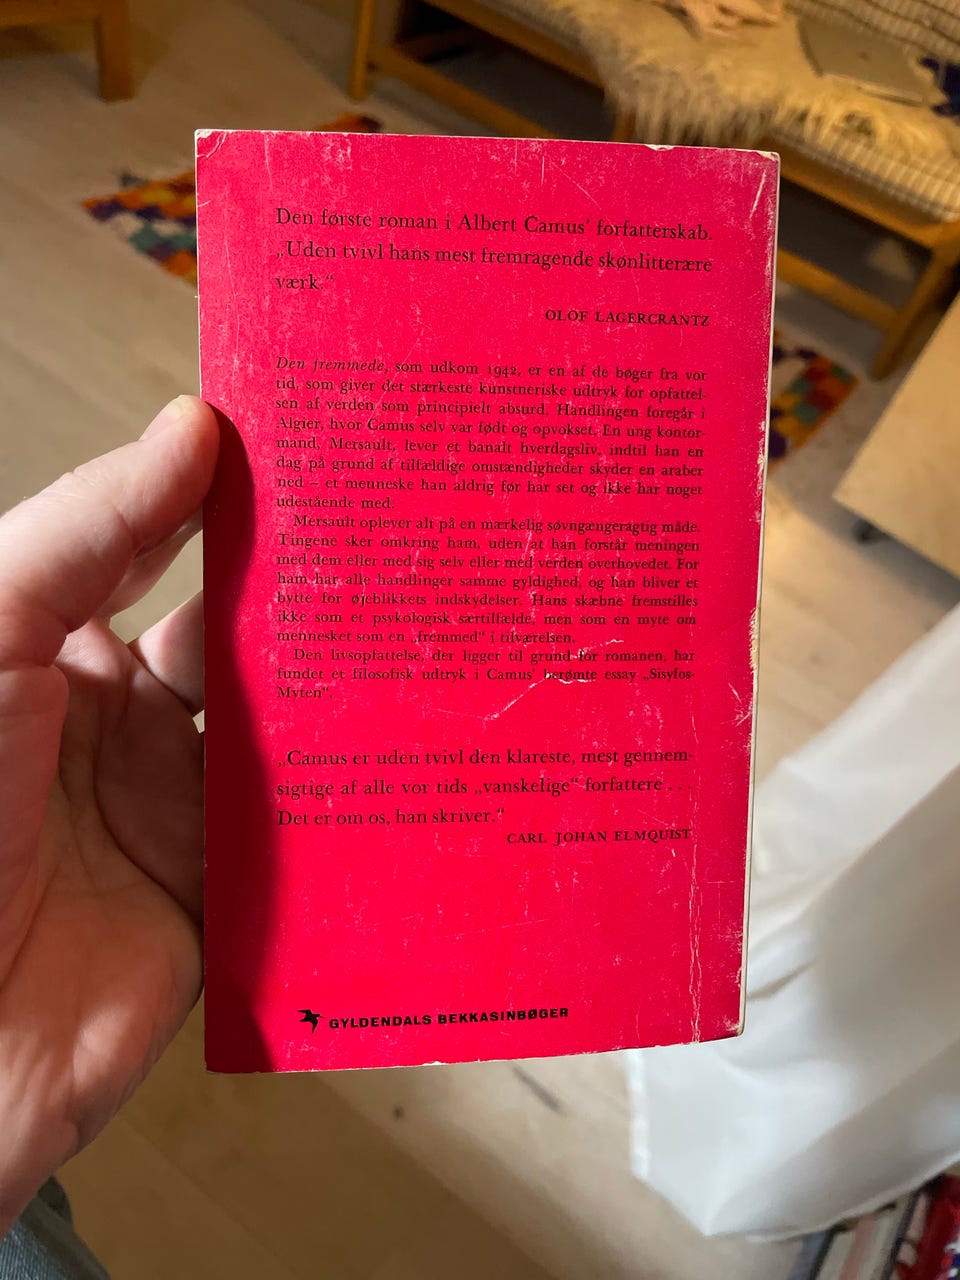 Den første roman i Albert Camus' forfatterskab.
„Uden tvivl hans mest fremragende skønlitterære
værk.“
OLOF LAGERCRANTZ
Den fremmede, som udkom 1942, er en af de bøger fra vor
tid, som giver det stærkeste kunstneriske udtryk for opfattel-
sen af verden som principielt absurd. Handlingen foregår i
Algier, hvor Camus selv var født og opvokset. En ung kontor-
mand, Mersault, lever et banalt hverdagsliv, indtil han en
dag på grund af tilfældige omstændigheder skyder en araber
ned – et menneske han aldrig før har set og ikke har noget
udestående med.
Mersault oplever alt på en mærkelig søvngængeragtig måde.
Tingene sker omkring ham, uden at han forstår meningen
med dem eller med sig selv eller med verden overhovedet. For
ham har alle handlinger samme gyldighed, og han bliver et
bytte for øjeblikkets indskydelser. Hans skæbne fremstilles
ikke som et psykologisk særtilfælde, men som en myte om
mennesket som en „fremmed“ i tilværelsen.
Den livsopfattelse, der ligger til grund for romanen, har
fundet et filosofisk udtryk i Camus' berømte essay „Sisyfos-
Myten“.
„Camus er uden tvivl den klareste, mest gennem-
sigtige af alle vor tids „vanskelige“ forfattere . . .
Det er om os, han skriver.“
CARL JOHAN ELMQUIST
GYLDENDALS BEKKASINBØGER